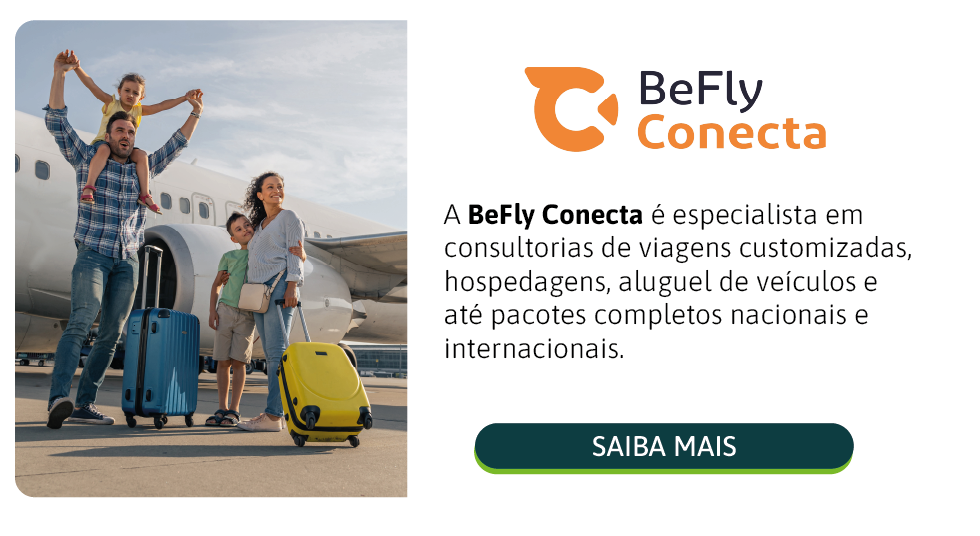 BeFly
Conecta
A BeFly Conecta é especialista em
consultorias de viagens customizadas,
hospedagens, aluguel de veículos e
até pacotes completos nacionais e
internacionais.
SAIBA MAIS